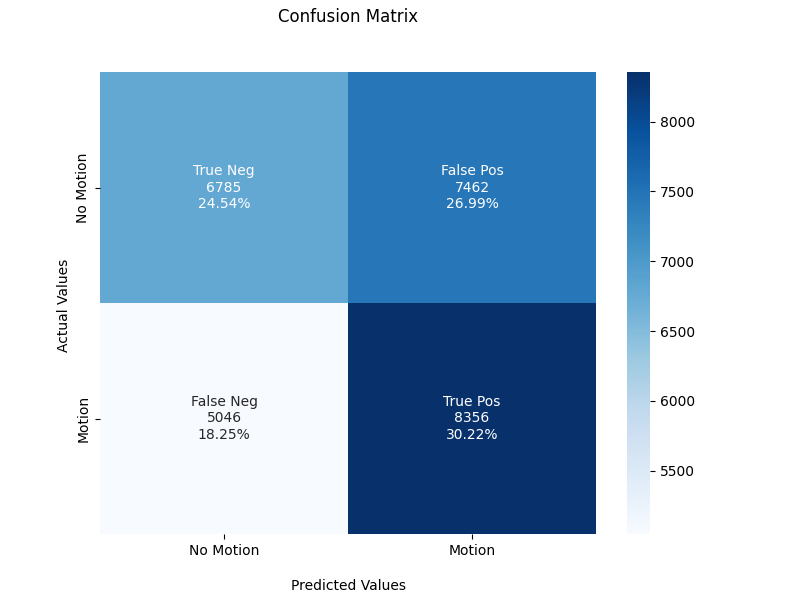 Confusion Matrix
Actual Values
No Motion
Motion
True Neg
6785
24.54%
False Pos
7462
26.99%
False Neg
5046
18.25%
True Pos
8356
30.22%
No Motion
Motion
Predicted Values
8000
7500
7000
6500
6000
5500